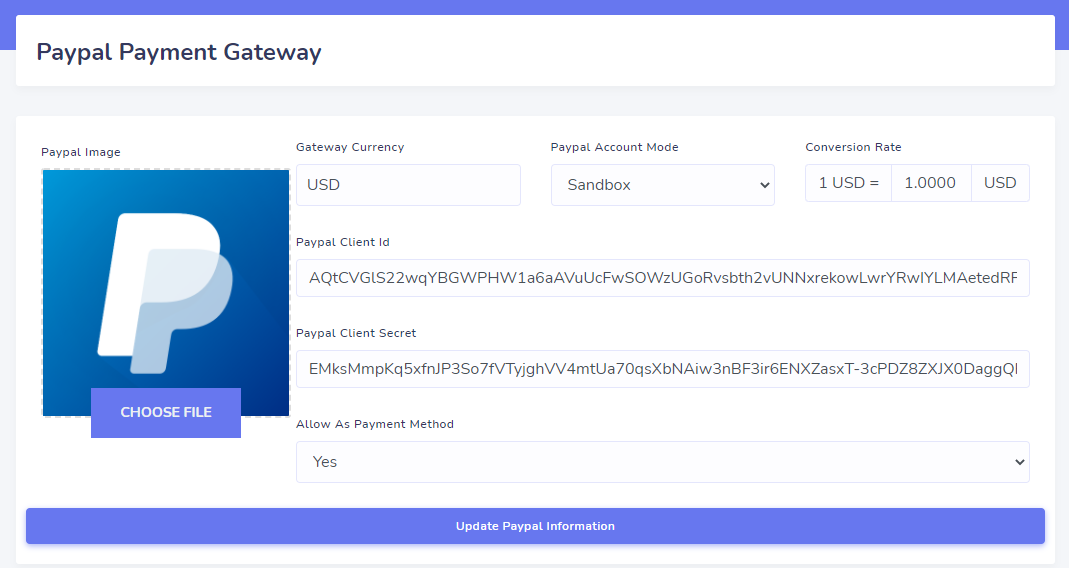 Paypal Payment Gateway
Paypal Image
Gateway Currency
Paypal Account Mode
Conversion Rate
USD
Sandbox
1 USD =
1.0000
USD
Paypal Client Id
AQtCVGlS22wqYBGWPHW1a6aAVuUcFwSOWzUGoRvsbth2vUNNxrekowLwrYRwIYLMAetedRF
Paypal Client Secret
EMksMmpKq5xfnJP3So7fVTyjghVV4mtUa70qsXbNAiw3nBF3ir6ENXZasxT-3cPDZ8ZXJX0DaggQl
CHOOSE FILE
Allow As Payment Method
Yes
Update Paypal Information